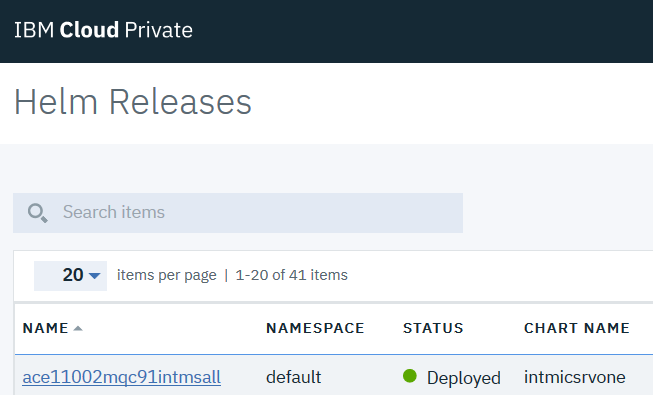 IBM Cloud Private
Helm Releases
Search items
20 items per page | 1-20 of 41 items
NAME NAMESPACE STATUS CHART NAME
ace11002mqc91intmsall default Deployed intmicsrvone